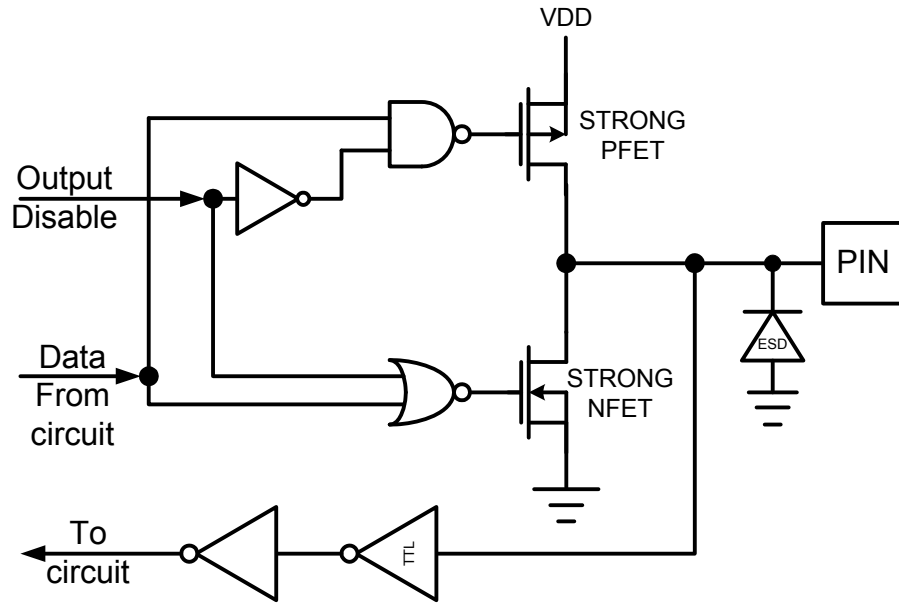 VDD
STRONG
PFET
Output
Disable
PIN
ESD
Data
From
circuit
STRONG
NFET
To
circuit
TTL